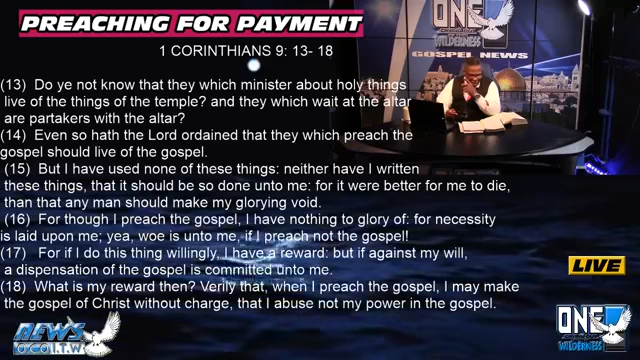 PREACHING FOR PAYMENT
1 CORINTHIANS 9: 13- 18
(13) Do ye not know that they which minister about holy things
live of the things of the temple? and they which wait at the altar
are partakers with the altar?
(14) Even so hath the Lord ordained that they which preach the
gospel should live of the gospel.
(15) But I have used none of these things: neither have I written
these things, that it should be so done unto me: for it were better for me to die,
than that any man should make my glorying void.
(16) For though I preach the gospel, I have nothing to glory of: for necessity
is laid upon me; yea, woe is unto me, if I preach not the gospel!
(17) For if I do this thing willingly, I have a reward: but if against my will,
a dispensation of the gospel is committed unto me.
(18) What is my reward then? Verily that, when I preach the gospel, I may make
the gospel of Christ without charge, that I abuse not my power in the gospel.
ONE
WILDERNESS
GOSPEL NEWS
LIVE
NEWS
O.C.O.I.T.W
ONE
WILDERNESS